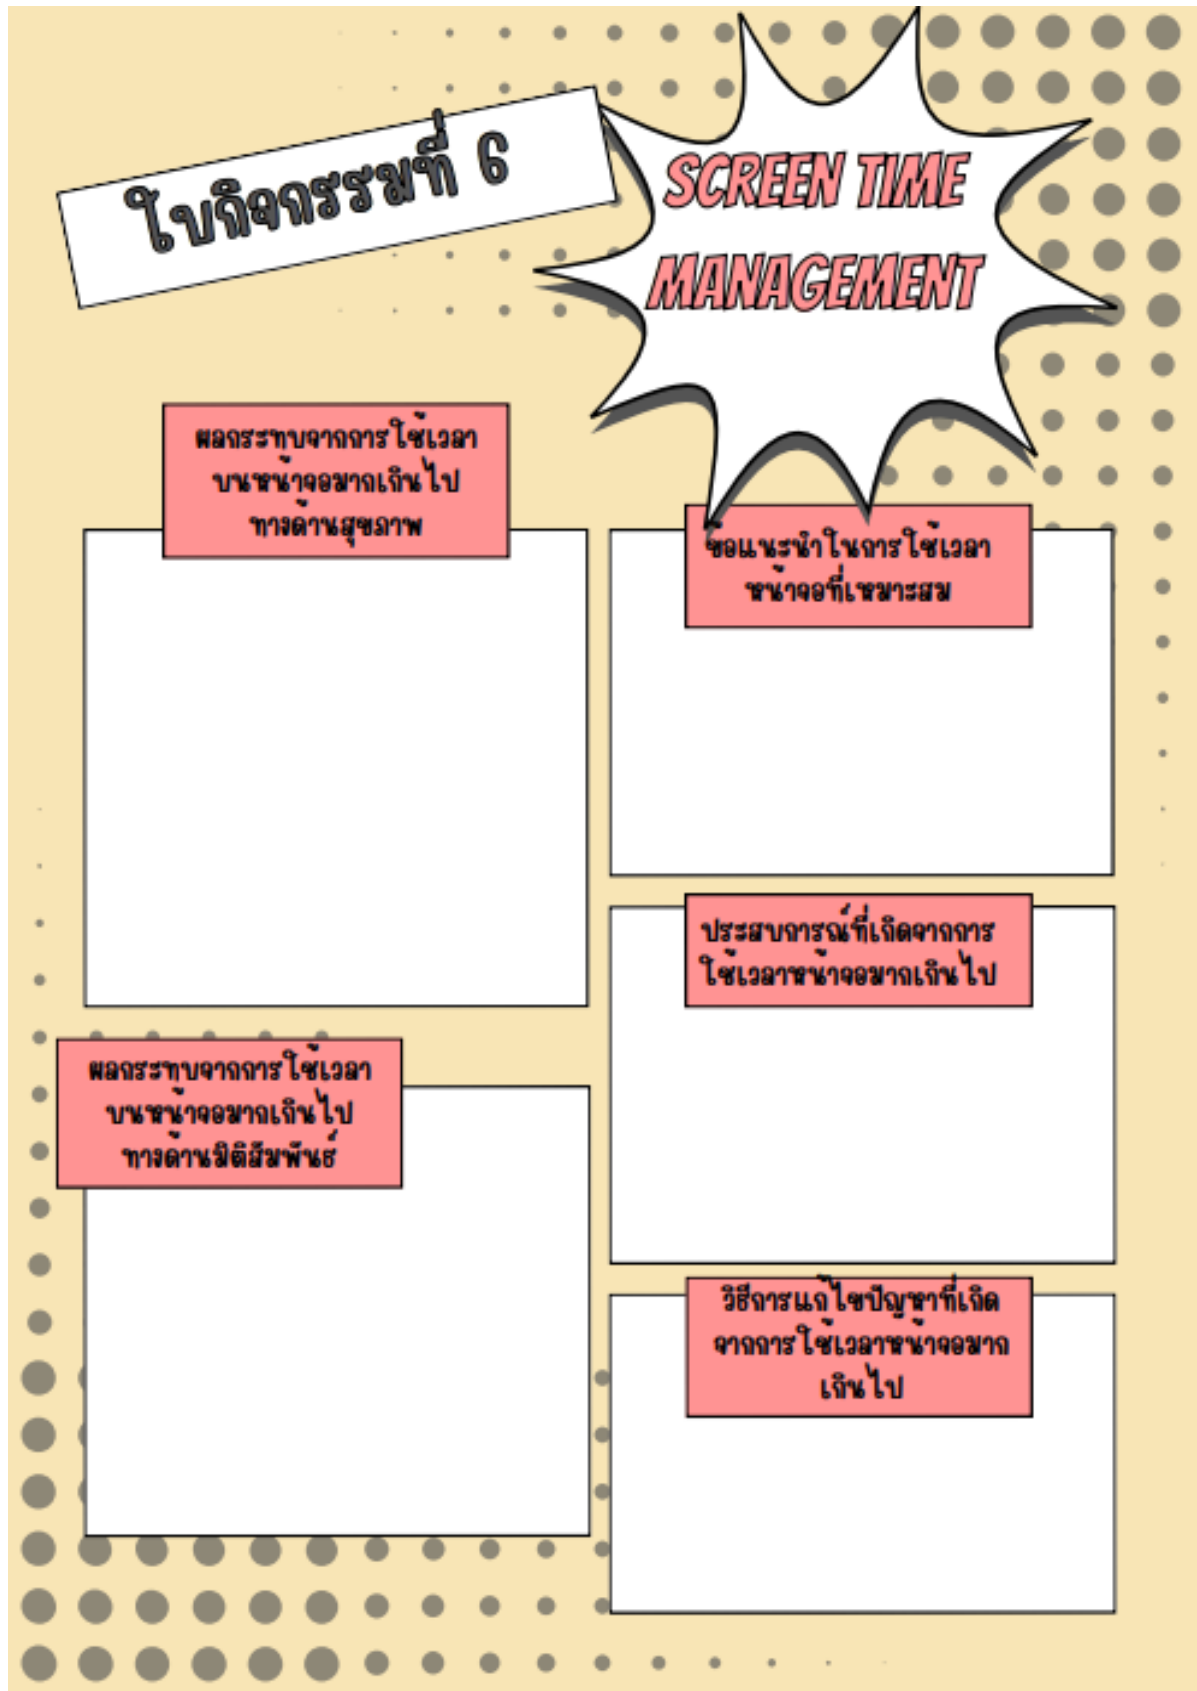 ใบกิจกรรมที่ 6
SCREEN TIME
MANAGEMENT
ผลกระทบจากการใช้เวลา
บนหน้าจอมากเกินไป
ทางด้านสุขภาพ
ข้อแนะนำในการใช้เวลา
หน้าจอที่เหมาะสม
ประสบการณ์ที่เกิดจากการ
ใช้เวลาหน้าจอมากเกินไป
ผลกระทบจากการใช้เวลา
บนหน้าจอมากเกินไป
ทางด้านมิติสัมพันธ์
วิธีการแก้ไขปัญหาที่เกิด
จากการใช้เวลาหน้าจอมาก
เกินไป